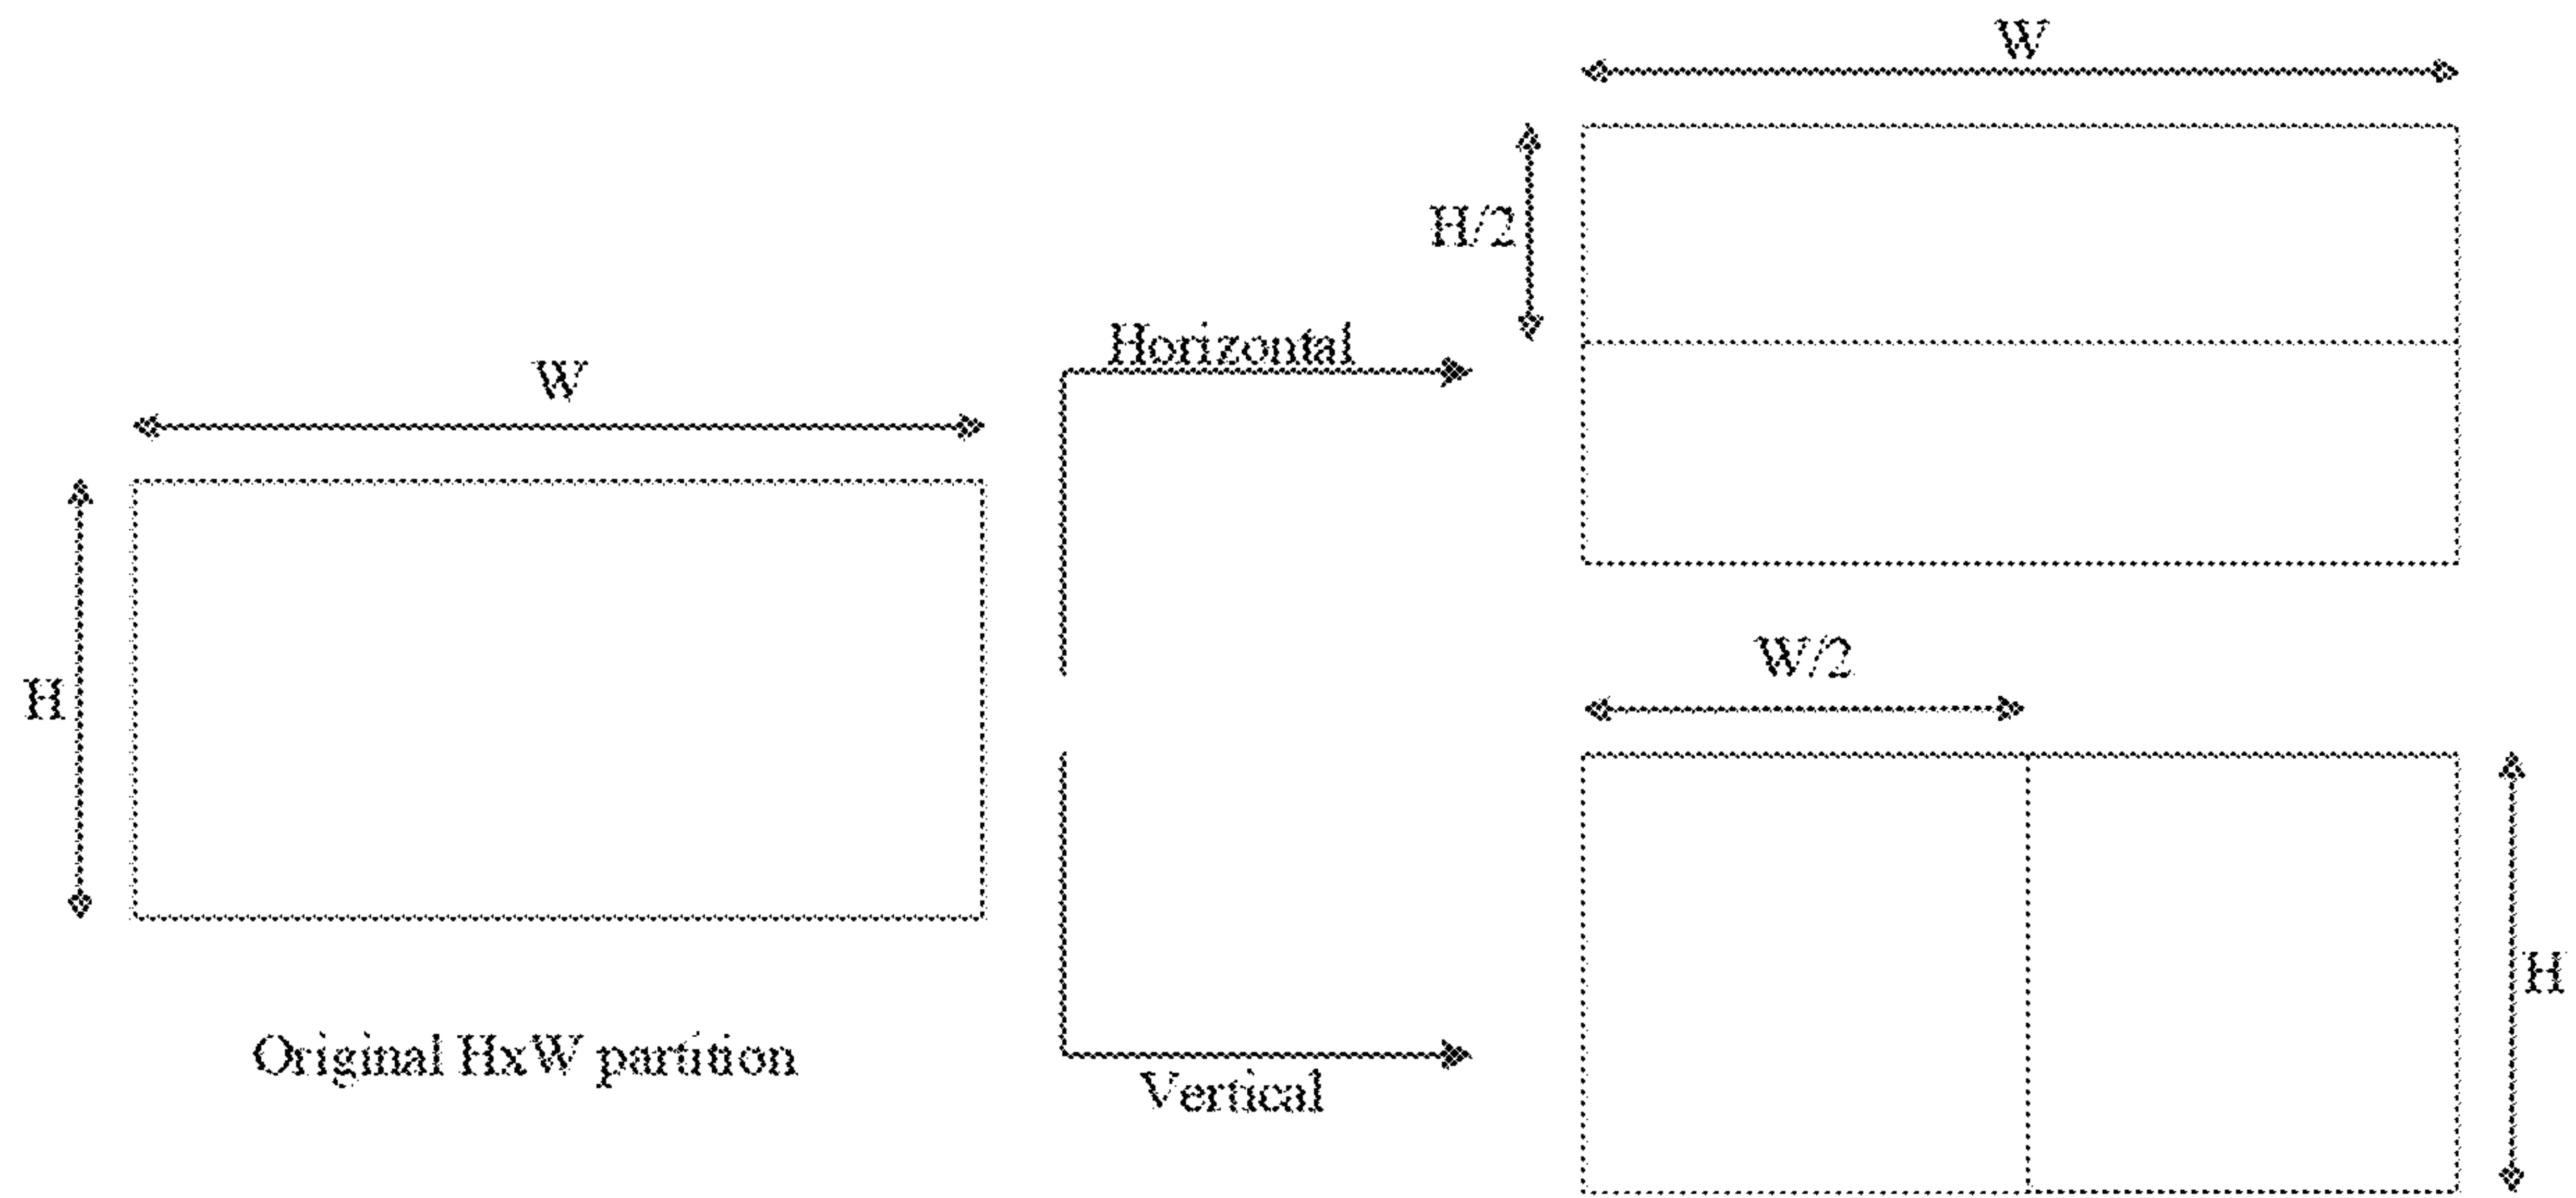 W
H/2
Horizontal
W
H
W/2
H
Original HxW partition
Vertical